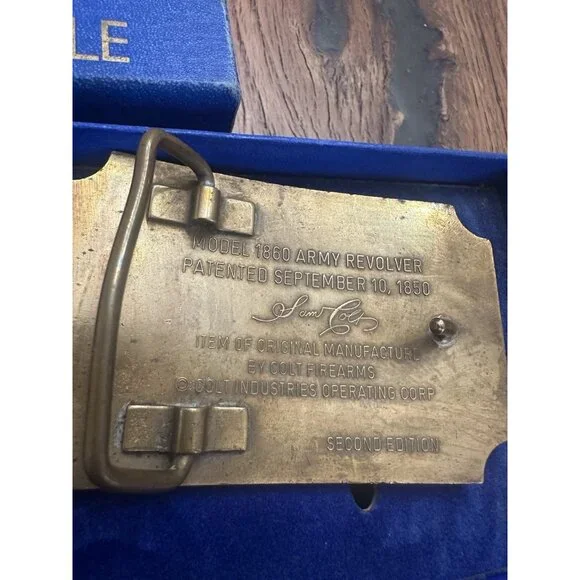 LE
MODEL 1860 ARMY REVOLVER
PATENTED SEPTEMBER 10, 1850
Sam Colt
ITEM OF ORIGINAL MANUFACTURE
BY COLT FIREARMS
© COLT INDUSTRIES OPERATING CORP
SECOND EDITION